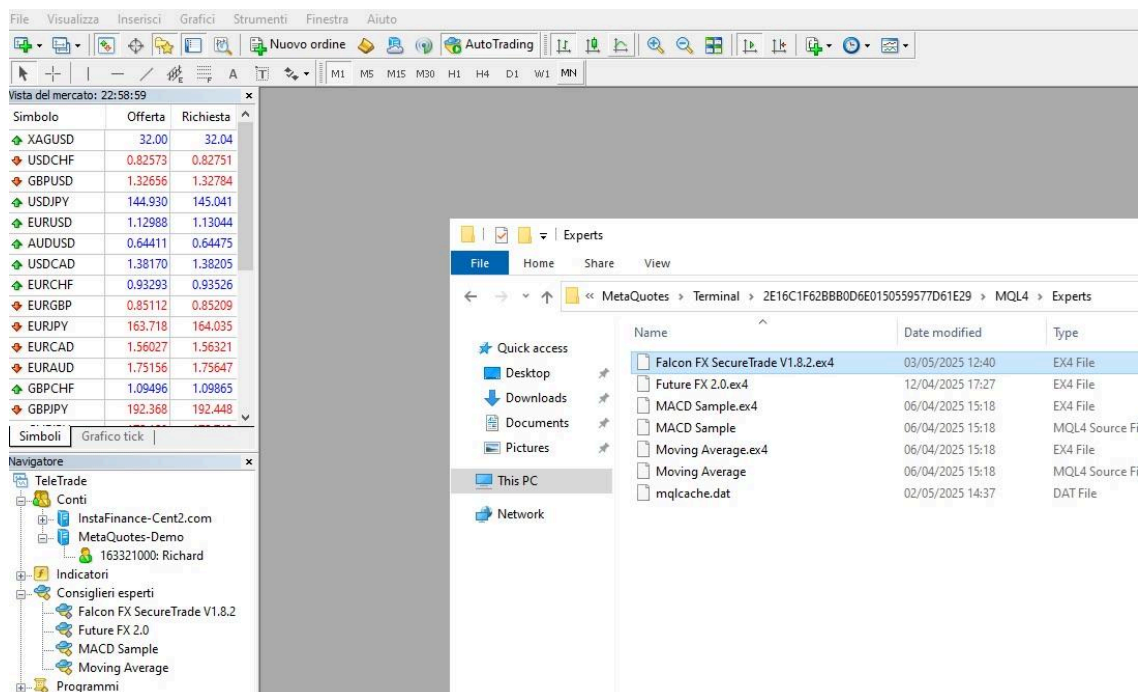 File Visualizza Inserisci Grafici Strumenti Finestra Aiuto
Nuovo ordine AutoTrading
A T M1 M5 M15 M30 H1 H4 D1 W1 MN
Vista del mercato: 22:58:59
Simbolo Offerta Richiesta
XAGUSD 32.00 32.04
USDCHF 0.82573 0.82751
GBPUSD 1.32656 1.32784
USDJPY 144.930 145.041
EURUSD 1.12988 1.13044
AUDUSD 0.64411 0.64475
USDCAD 1.38170 1.38205
EURCHF 0.93293 0.93526
EURGBP 0.85112 0.85209
EURJPY 163.718 164.035
EURCAD 1.56027 1.56321
EURAUD 1.75156 1.75647
GBPCHF 1.09496 1.09865
GBPJPY 192.368 192.448
Simboli Grafico tick
Navigatore
TeleTrade
Conti
InstaFinance-Cent2.com
MetaQuotes-Demo
163321000: Richard
Indicatori
Consiglieri esperti
Falcon FX SecureTrade V1.8.2
Future FX 2.0
MACD Sample
Moving Average
Programmi
Experts
File Home Share View
« MetaQuotes > Terminal > 2E16C1F62BBB0D6E0150559577D61E29 > MQL4 > Experts
Quick access
Desktop
Downloads
Documents
Pictures
This PC
Network
Name Date modified Type
Falcon FX SecureTrade V1.8.2.ex4 03/05/2025 12:40 EX4 File
Future FX 2.0.ex4 12/04/2025 17:27 EX4 File
MACD Sample.ex4 06/04/2025 15:18 EX4 File
MACD Sample 06/04/2025 15:18 MQL4 Source Fi
Moving Average.ex4 06/04/2025 15:18 EX4 File
Moving Average 06/04/2025 15:18 MQL4 Source Fi
mqlcache.dat 02/05/2025 14:37 DAT File